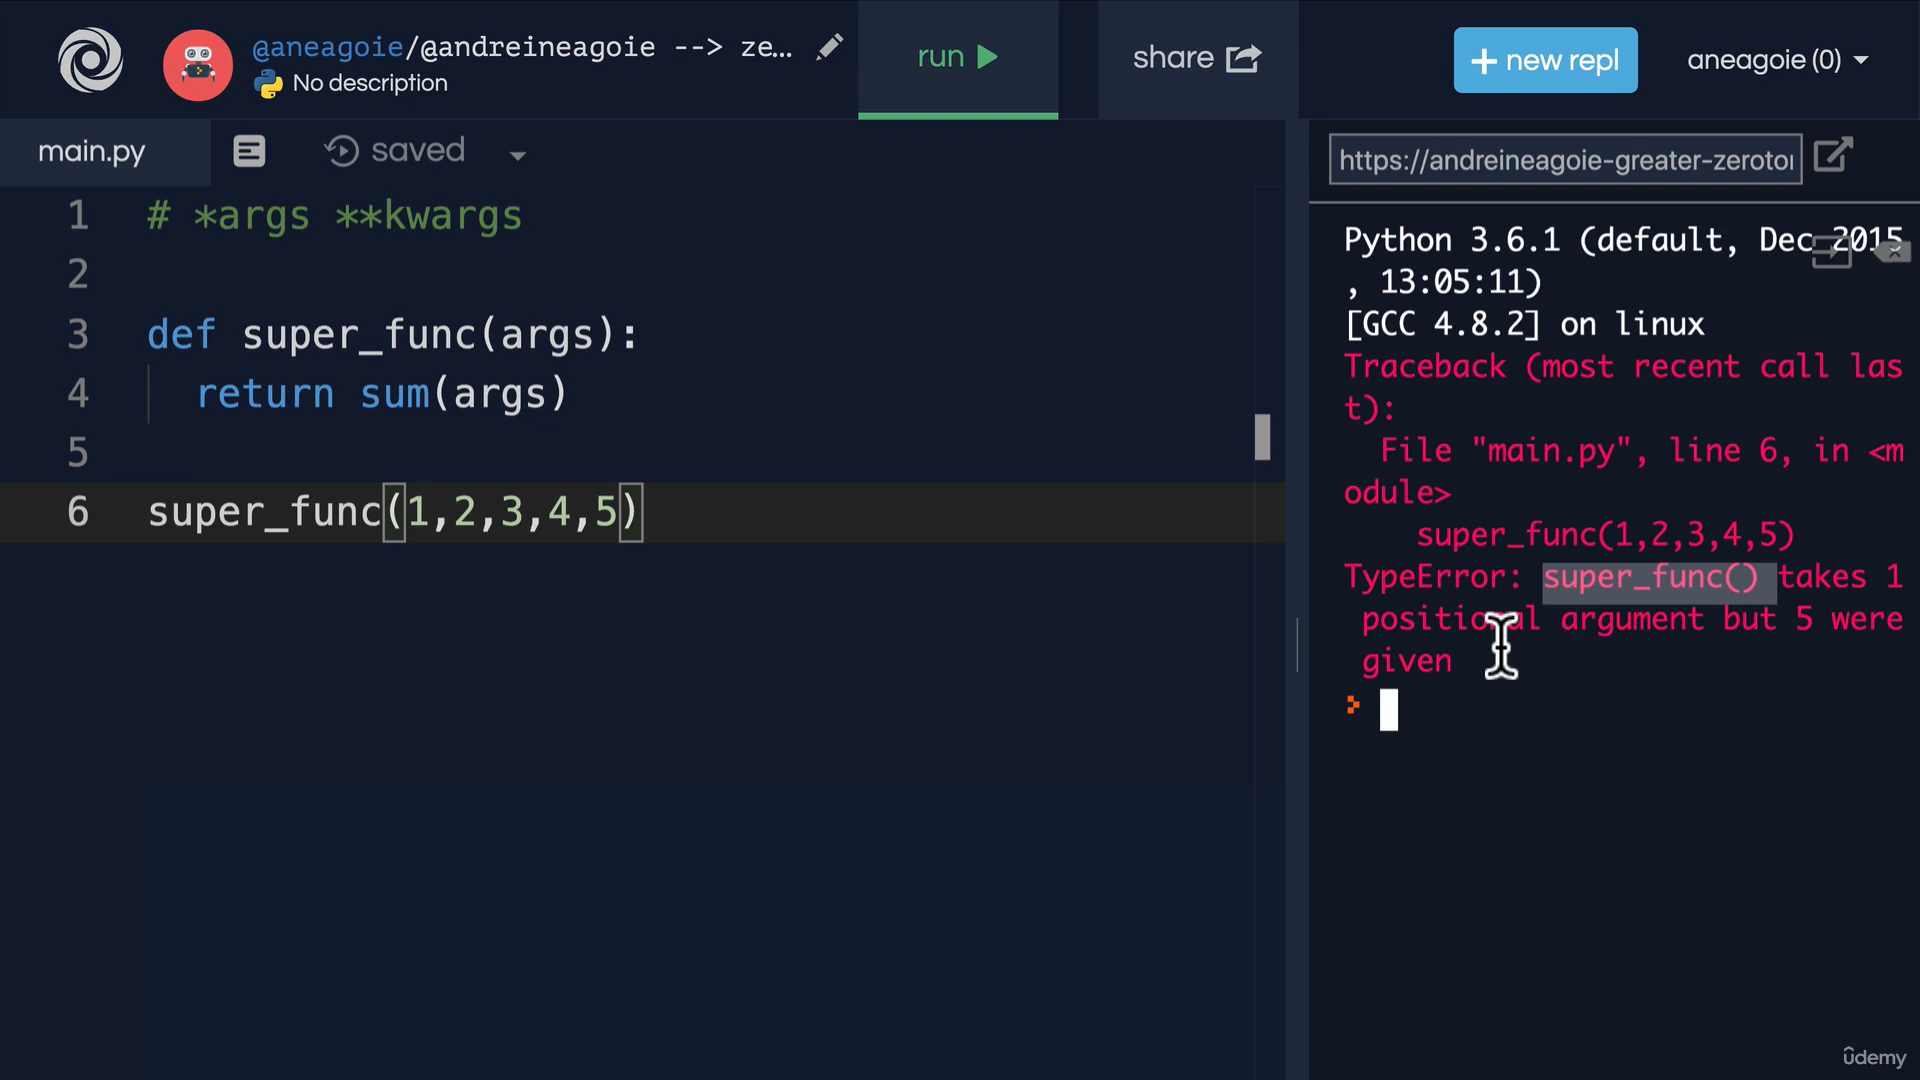 @aneagoie/@andreineagoie --> ze...
No description
run
share
+ new repl
aneagoie (0)
main.py
saved
https://andreineagoie-greater-zeroto
1 # *args **kwargs
2
3 def super_func(args):
4 return sum(args)
5
6 super_func(1,2,3,4,5)
Python 3.6.1 (default, Dec 2015
, 13:05:11)
[GCC 4.8.2] on linux
Traceback (most recent call las
t):
File "main.py", line 6, in <m
odule>
super_func(1,2,3,4,5)
TypeError: super_func() takes 1
positional argument but 5 were
given
ûdemy